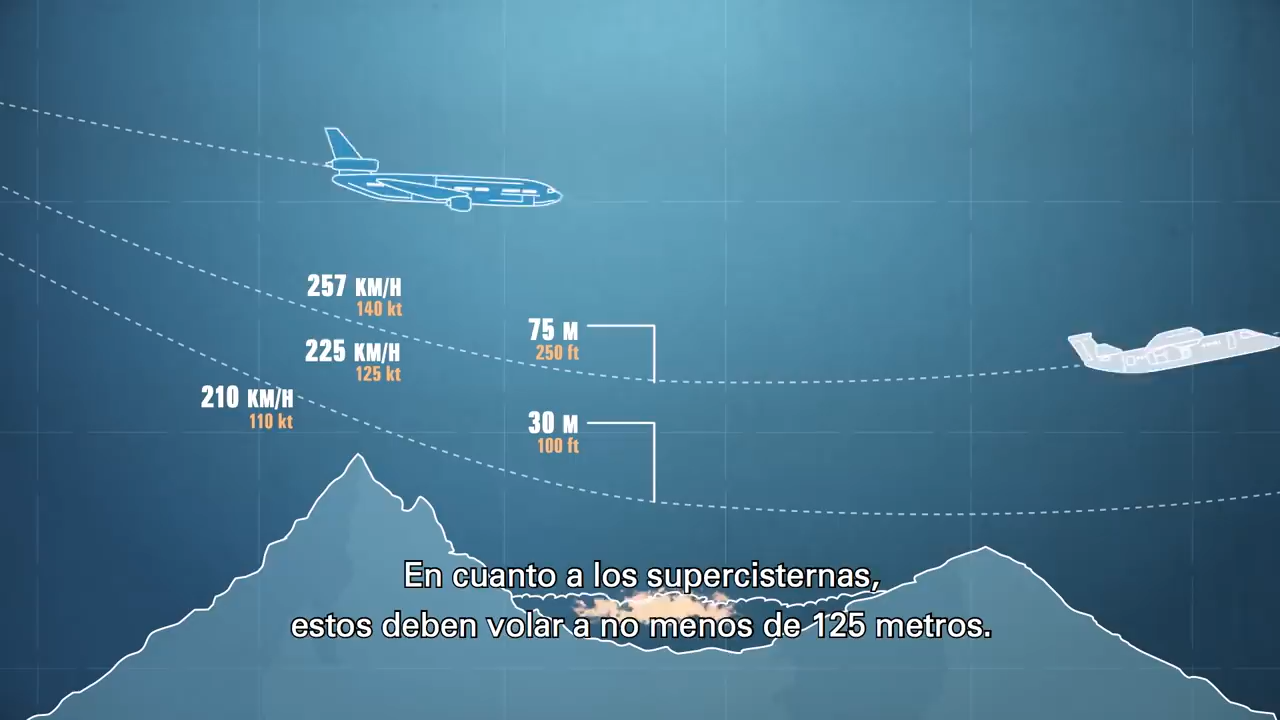 257 KM/H
140 kt
225 KM/H
125 kt
210 KM/H
110 kt
75 M
250 ft
30 M
100 ft
En cuanto a los supercisternas,
estos deben volar a no menos de 125 metros.